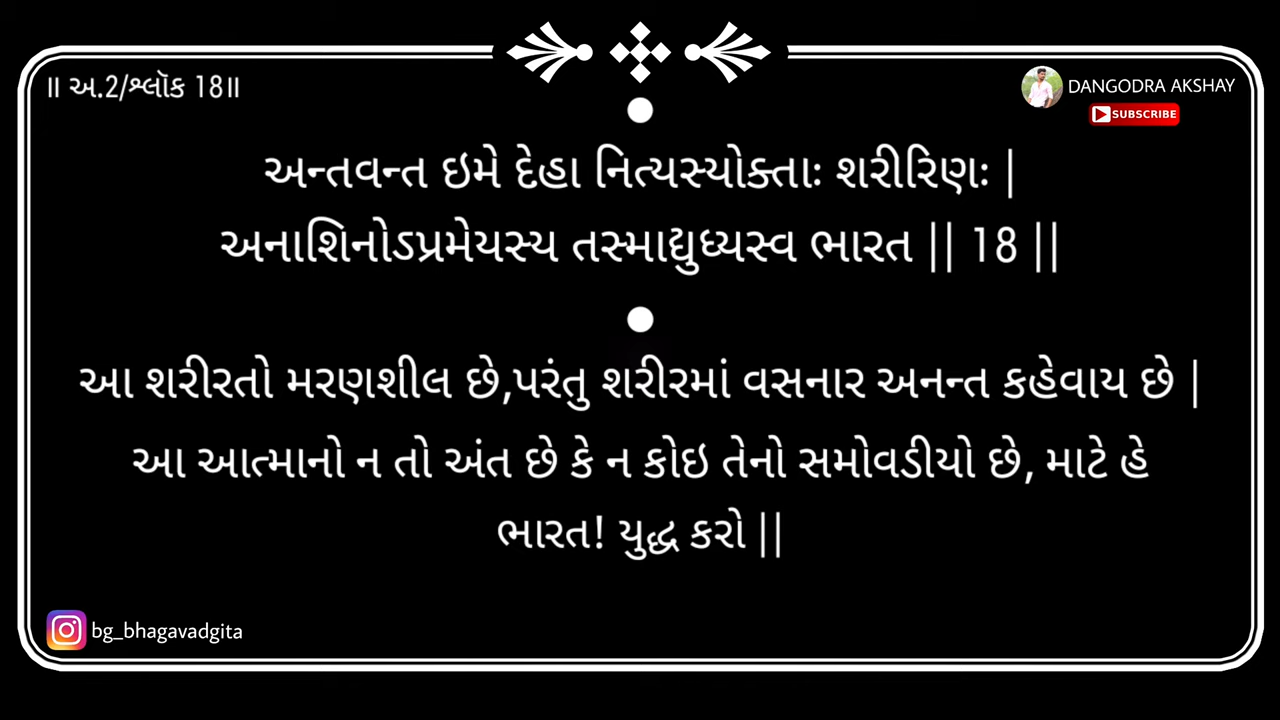 ॥ અ.2/શ્લૉક 18॥
DANGODRA AKSHAY
SUBSCRIBE
અન્તવન્ત ઇમે દેહા નિત્યસ્યોક્તાઃ શરીરિણઃ |
અનાશિનોઽપ્રમેયસ્ય તસ્માદ્યુધ્યસ્વ ભારત || 18 ||
આ શરીરતો મરણશીલ છે,પરંતુ શરીરમાં વસનાર અનન્ત કહેવાય છે |
આ આત્માનો ન તો અંત છે કે ન કોઇ તેનો સમોવડીયો છે, માટે હે
ભારત! યુદ્ધ કરો ||
bg_bhagavadgita